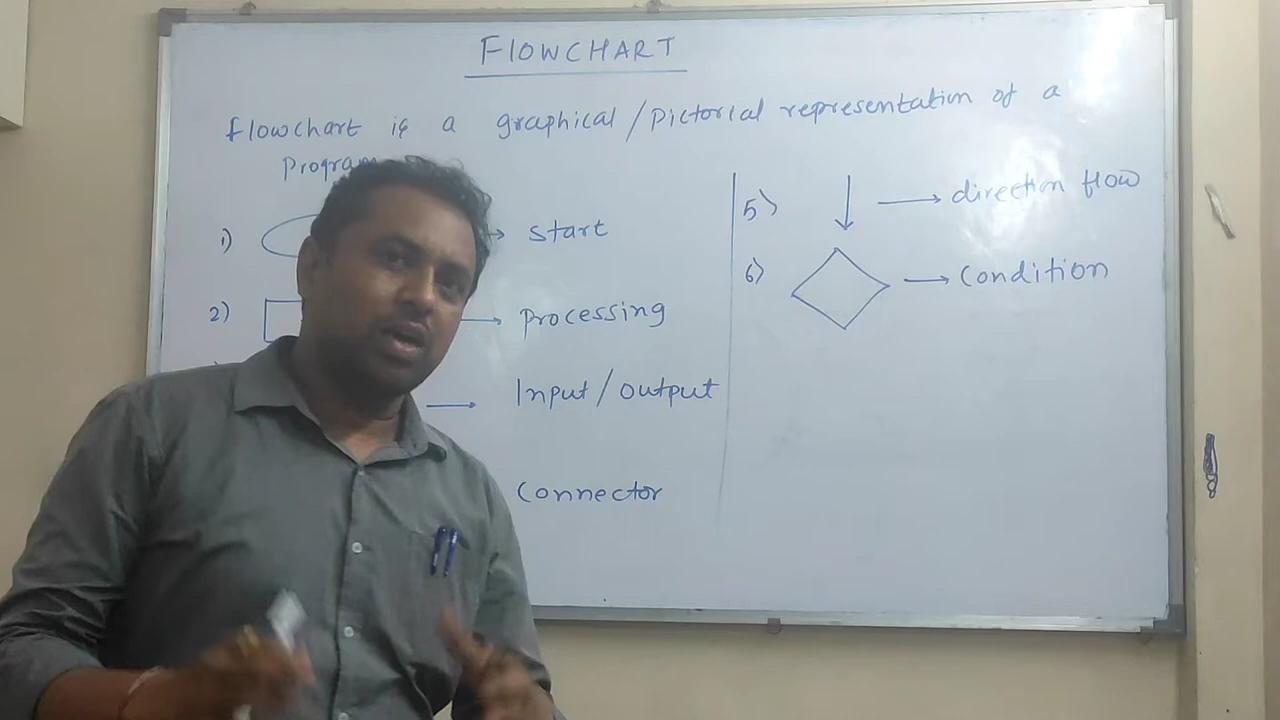 FLOWCHART
flowchart is a graphical / Pictorial representation of a
Program
1) start
2) Processing
Input / output
Connector
5) direction flow
6) Condition